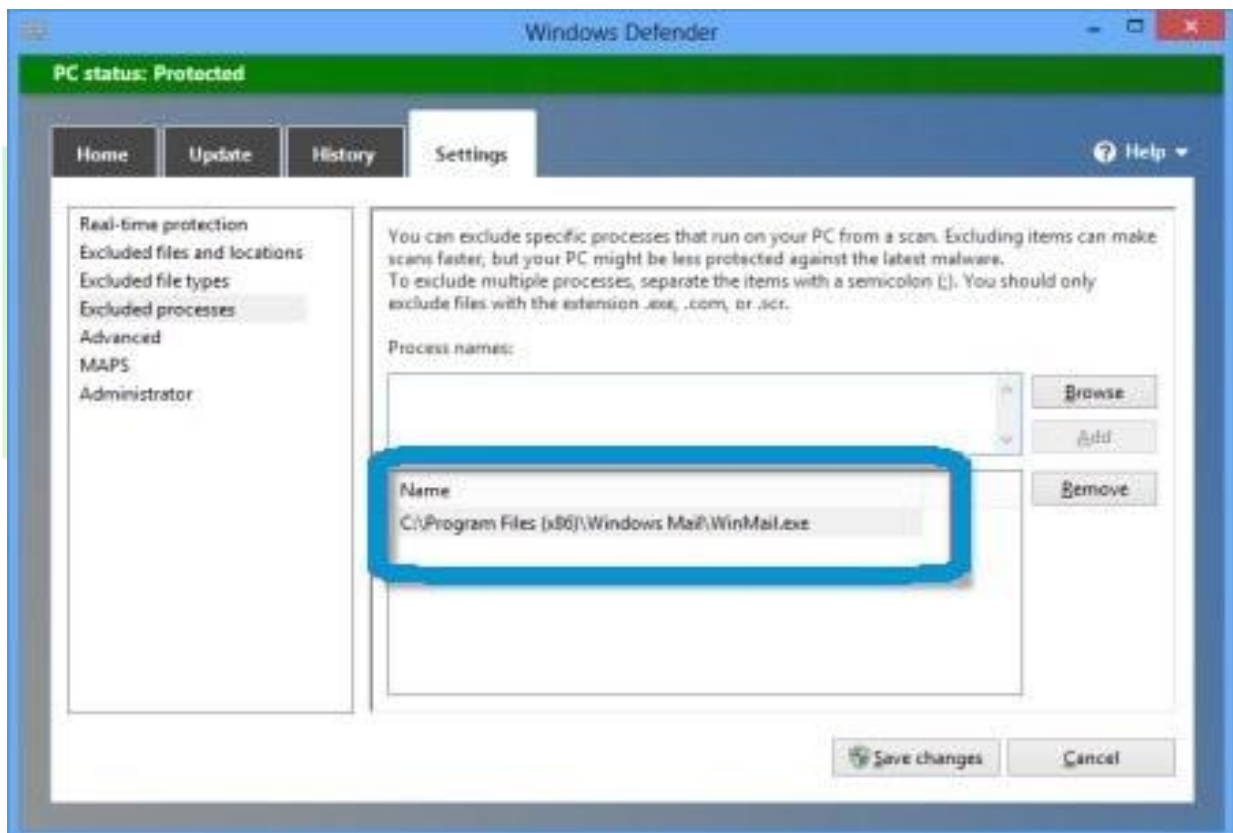 Windows Defender
PC status: Protected
Home
Update
History
Settings
Help
Real-time protection
Excluded files and locations
Excluded file types
Excluded processes
Advanced
MAPS
Administrator
You can exclude specific processes that run on your PC from a scan. Excluding items can make
scans faster, but your PC might be less protected against the latest malware.
To exclude multiple processes, separate the items with a semicolon (;). You should only
exclude files with the extension .exe, .com, or .scr.
Process names:
Browse
Add
Name
Remove
C:\Program Files (x86)\Windows Mail\WinMail.exe
Save changes
Cancel